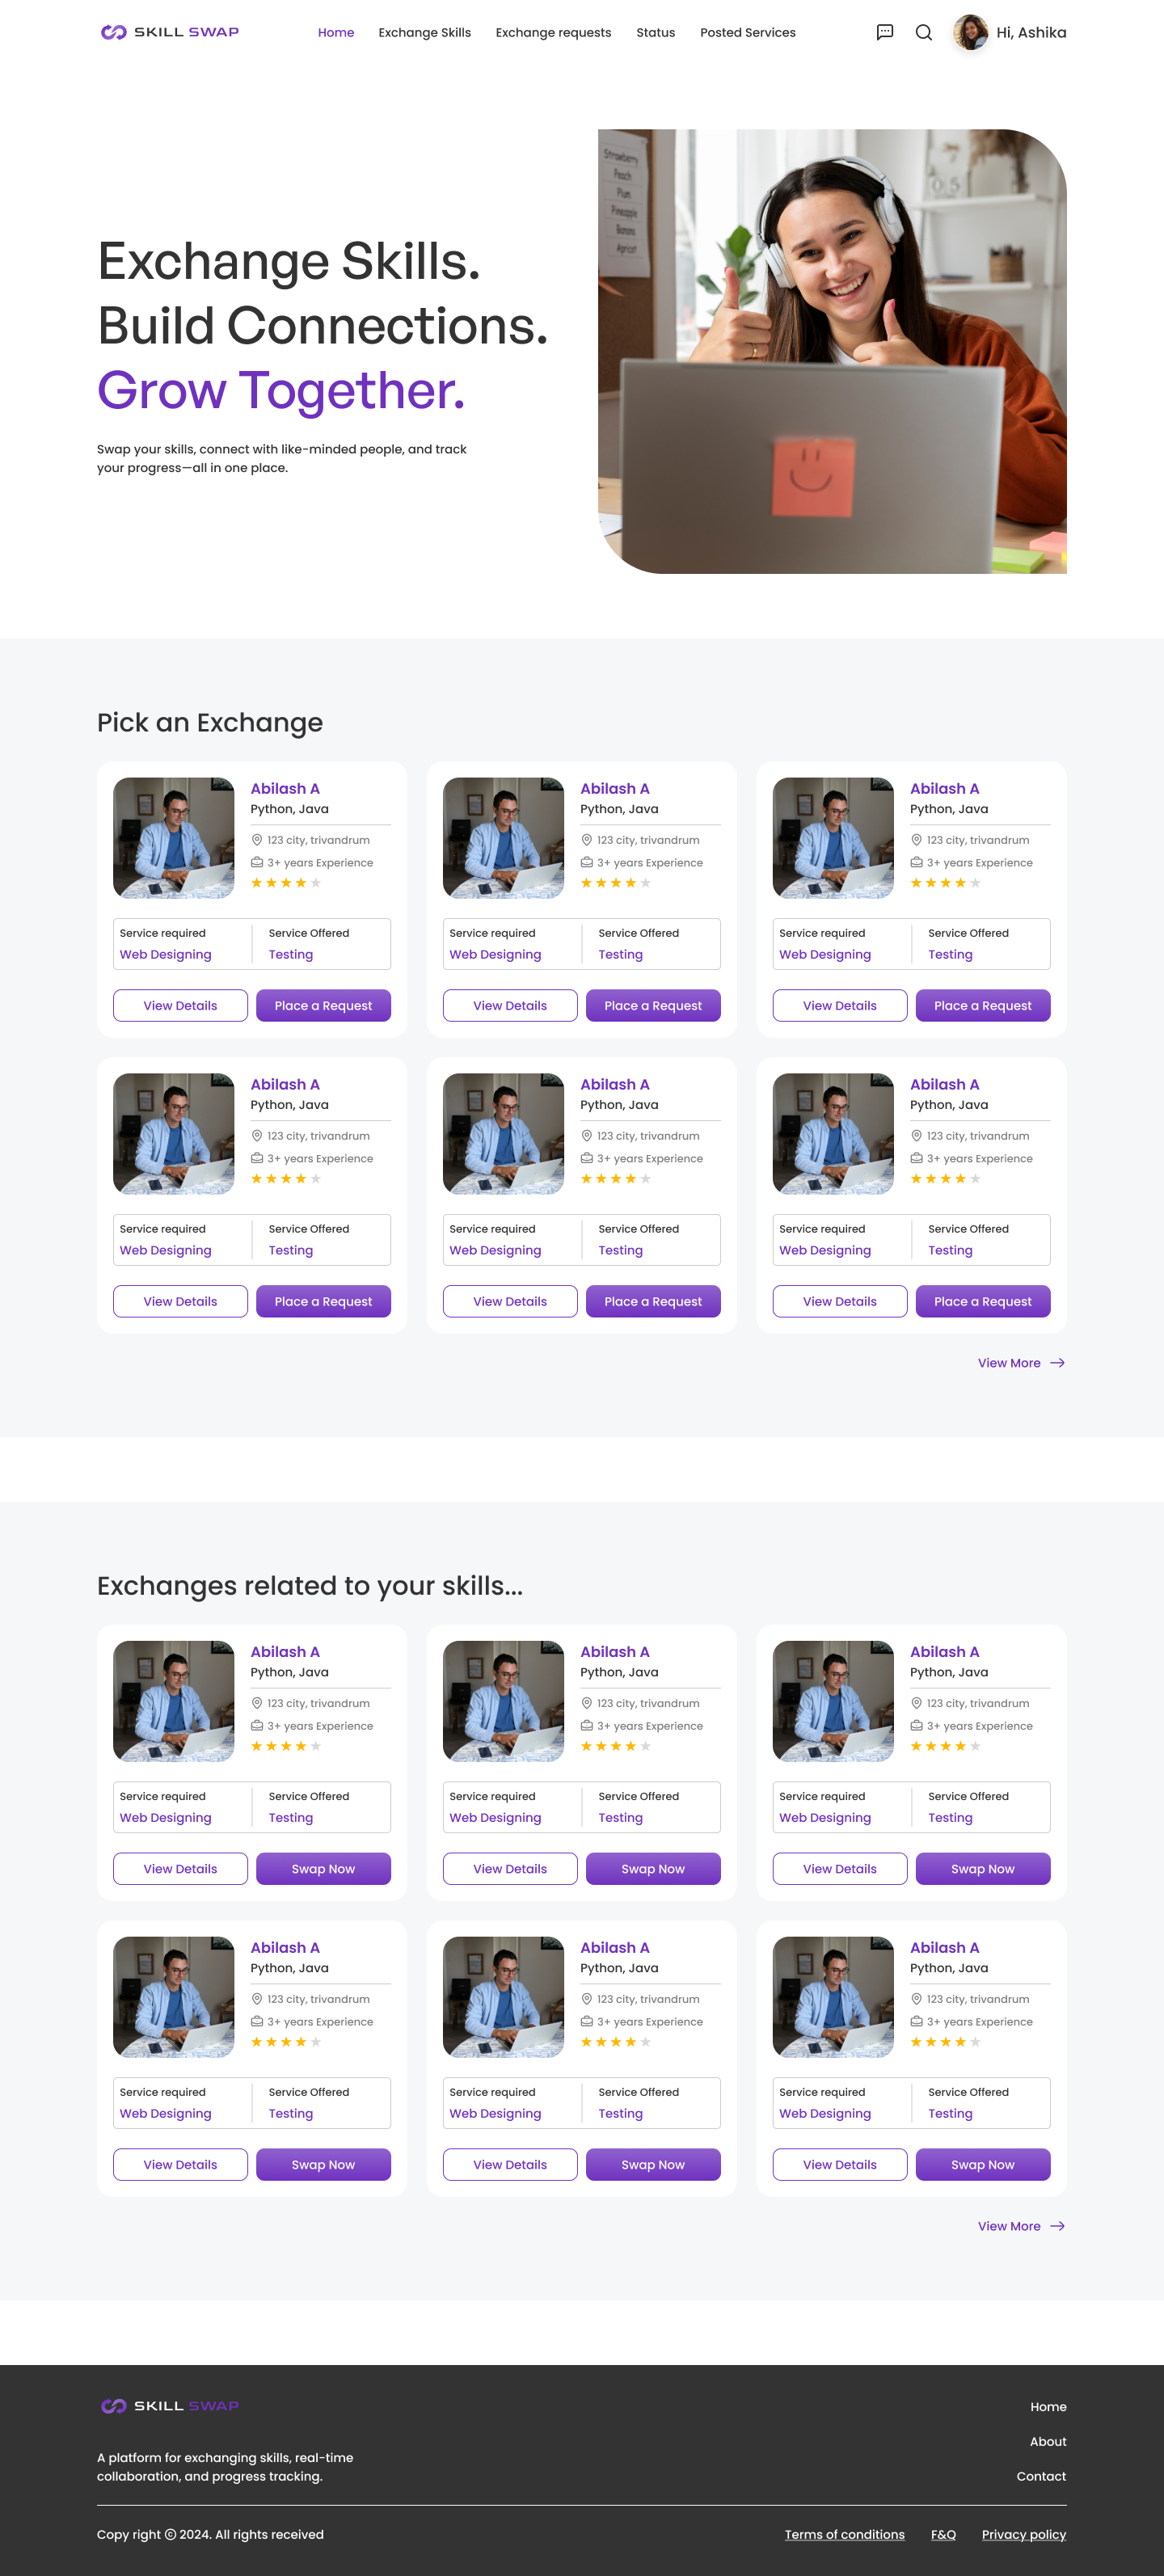 SKILL SWAP
Home
Exchange Skills
Exchange requests
Status
Posted Services
Hi, Ashika
Strawberry
Peach
Plum
Pineapple
Banana
Apricot
Exchange Skills.
Build Connections.
Grow Together.
Swap your skills, connect with like-minded people, and track
your progress—all in one place.
Pick an Exchange
Abilash A
Python, Java
123 city, trivandrum
3+ years Experience
Service required
Service Offered
Web Designing
Testing
View Details
Place a Request
Abilash A
Python, Java
123 city, trivandrum
3+ years Experience
Service required
Service Offered
Web Designing
Testing
View Details
Place a Request
Abilash A
Python, Java
123 city, trivandrum
3+ years Experience
Service required
Service Offered
Web Designing
Testing
View Details
Place a Request
Abilash A
Python, Java
123 city, trivandrum
3+ years Experience
Service required
Service Offered
Web Designing
Testing
View Details
Place a Request
Abilash A
Python, Java
123 city, trivandrum
3+ years Experience
Service required
Service Offered
Web Designing
Testing
View Details
Place a Request
Abilash A
Python, Java
123 city, trivandrum
3+ years Experience
Service required
Service Offered
Web Designing
Testing
View Details
Place a Request
View More
Exchanges related to your skills...
Abilash A
Python, Java
123 city, trivandrum
3+ years Experience
Service required
Service Offered
Web Designing
Testing
View Details
Swap Now
Abilash A
Python, Java
123 city, trivandrum
3+ years Experience
Service required
Service Offered
Web Designing
Testing
View Details
Swap Now
Abilash A
Python, Java
123 city, trivandrum
3+ years Experience
Service required
Service Offered
Web Designing
Testing
View Details
Swap Now
Abilash A
Python, Java
123 city, trivandrum
3+ years Experience
Service required
Service Offered
Web Designing
Testing
View Details
Swap Now
Abilash A
Python, Java
123 city, trivandrum
3+ years Experience
Service required
Service Offered
Web Designing
Testing
View Details
Swap Now
Abilash A
Python, Java
123 city, trivandrum
3+ years Experience
Service required
Service Offered
Web Designing
Testing
View Details
Swap Now
View More
SKILL SWAP
A platform for exchanging skills, real-time
collaboration, and progress tracking.
Home
About
Contact
Copy right © 2024. All rights received
Terms of conditions
F&Q
Privacy policy